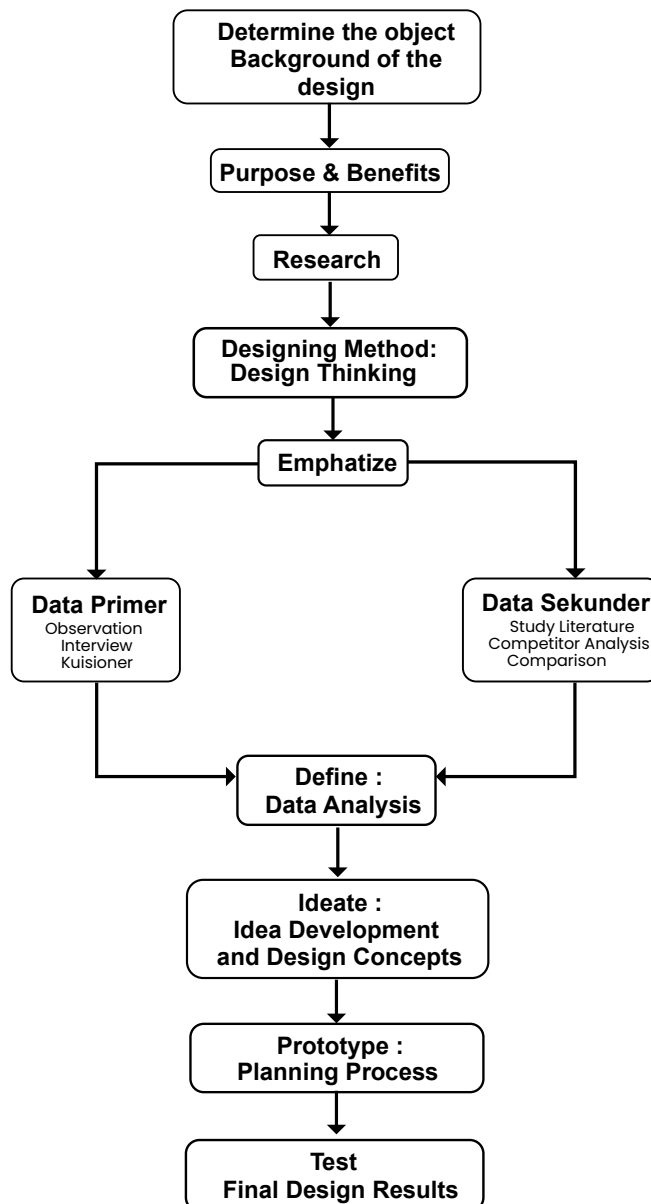 Determine the object
Background of the
design
Purpose & Benefits
Research
Designing Method:
Design Thinking
Emphatize
Data Primer
Observation
Interview
Kuisioner
Data Sekunder
Study Literature
Competitor Analysis
Comparison
Define :
Data Analysis
Ideate :
Idea Development
and Design Concepts
Prototype :
Planning Process
Test
Final Design Results